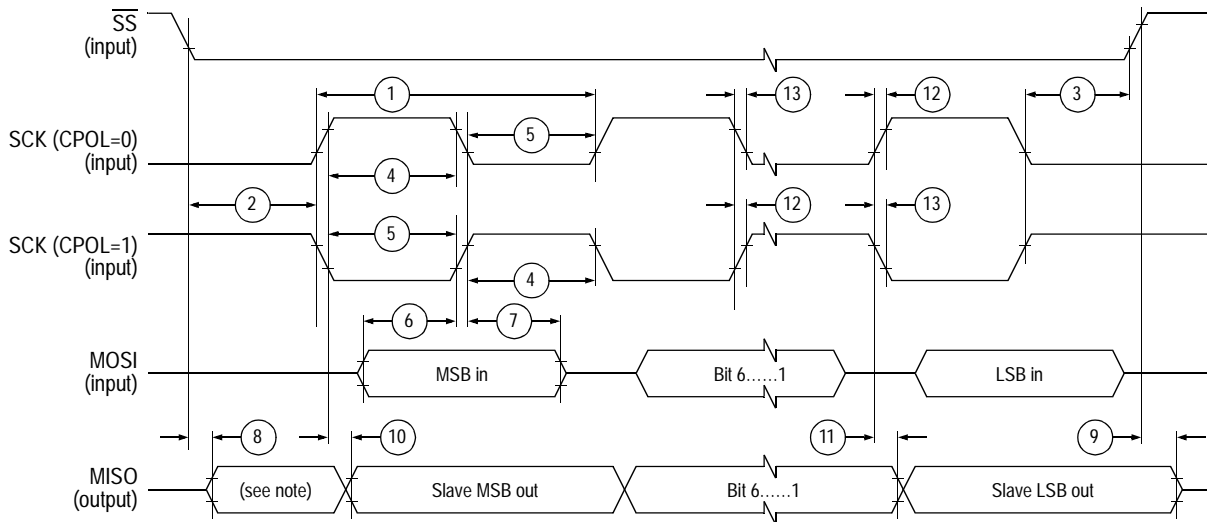 SS
(input)
1
13
12
3
SCK (CPOL=0)
(input)
5
4
2
12
13
SCK (CPOL=1)
(input)
5
4
6
7
MOSI
(input)
MSB in
Bit 6......1
LSB in
8
10
11
9
MISO
(output)
(see note)
Slave MSB out
Bit 6......1
Slave LSB out